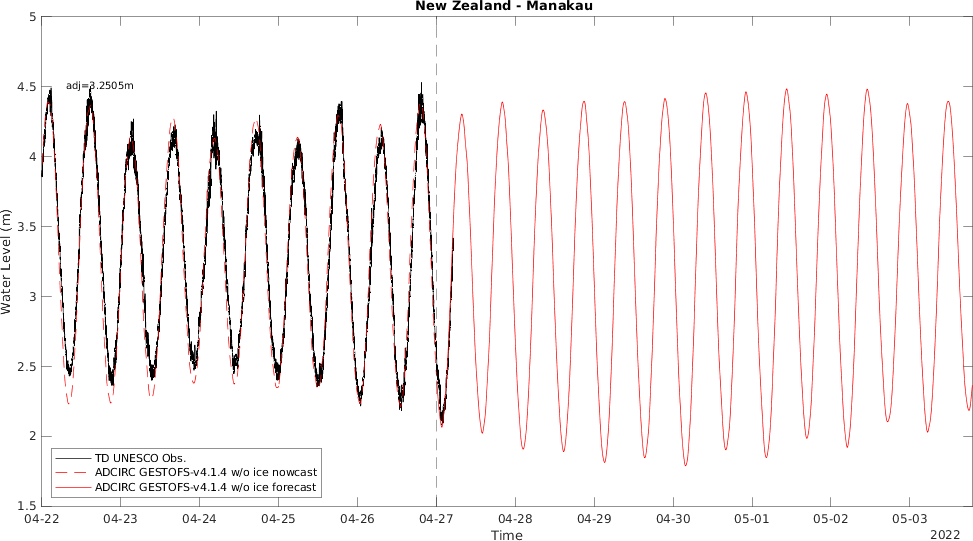 New Zealand - Manakau
5
4.5
4
3.5
3
2.5
2
1.5
Water Level (m)
adj=3.2505m
TD UNESCO Obs.
ADCIRC GESTOFS-v4.1.4 w/o ice nowcast
ADCIRC GESTOFS-v4.1.4 w/o ice forecast
04-22 04-23 04-24 04-25 04-26 04-27 04-28 04-29 04-30 05-01 05-02 05-03
Time
2022